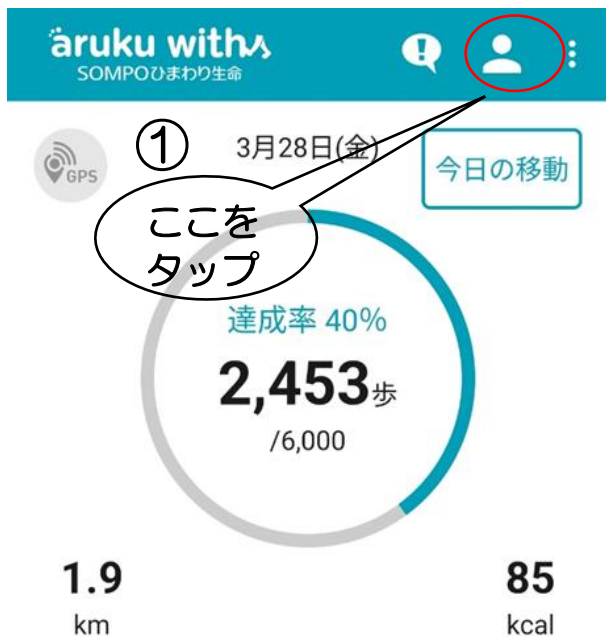 aruku with
SOMPOひまわり生命
GPS
①
3月28日(金)
今日の移動
ここを
タップ
達成率 40%
2,453歩
/6,000
1.9
km
85
kcal